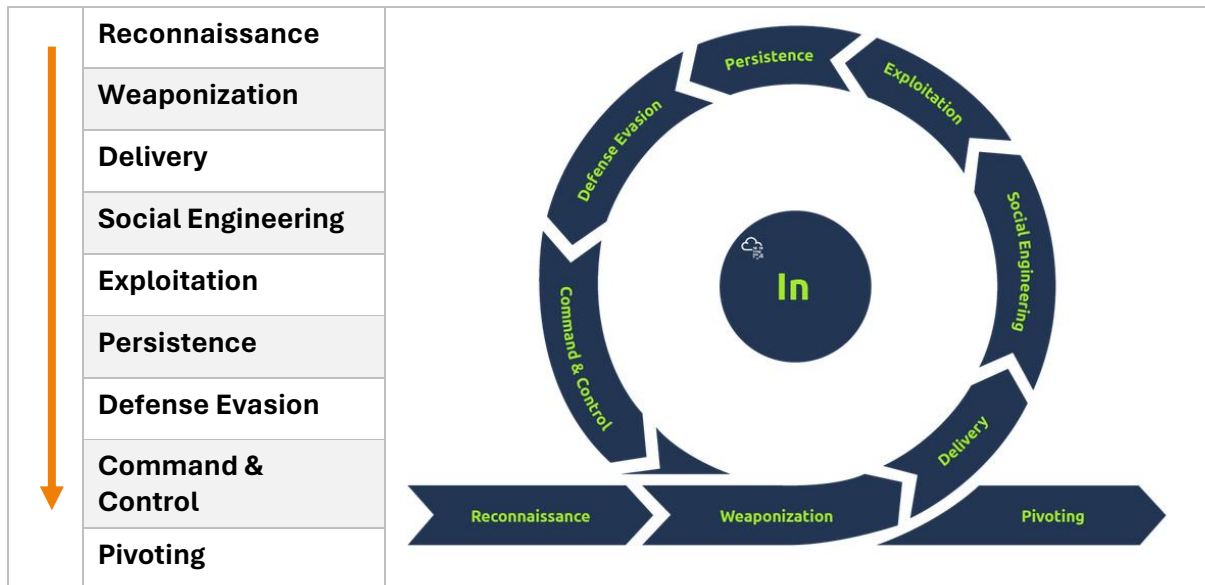 Reconnaissance
Weaponization
Delivery
Social Engineering
Exploitation
Persistence
Defense Evasion
Command &
Control
Pivoting
Persistence
Exploitation
Defense Evasion
Social Engineering
In
Command & Control
Delivery
Reconnaissance
Weaponization
Pivoting